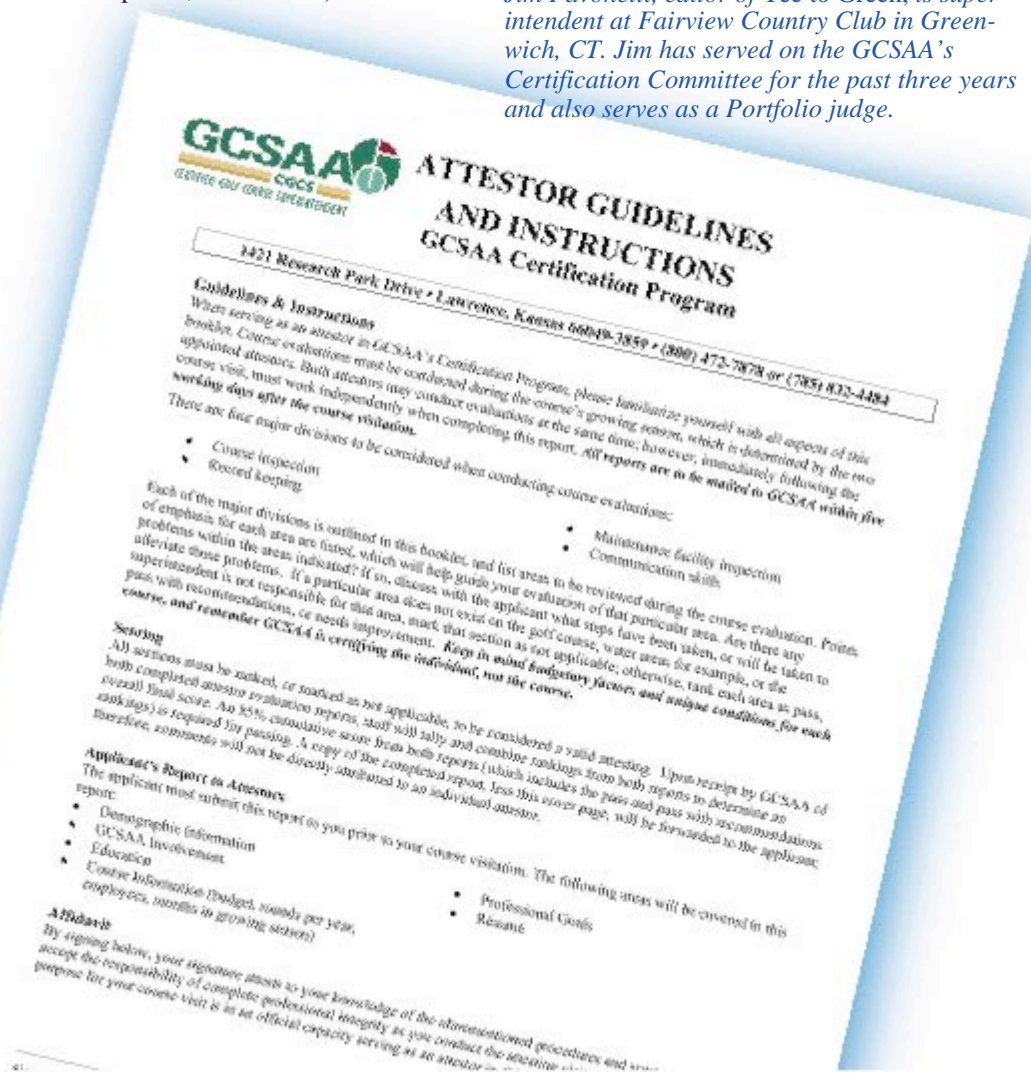 intendent at Fairview Country Club in Green-
wich, CT. Jim has served on the GCSAA's
Certification Committee for the past three years
and also serves as a Portfolio judge.
GCSAA
CGCS
CERTIFIED GOLF COURSE SUPERINTENDENT
ATTESTOR GUIDELINES
AND INSTRUCTIONS
GCSAA Certification Program
1421 Research Park Drive • Lawrence, Kansas 66049-3859 • (800) 472-7878 or (785) 832-4484
Guidelines & Instructions
When serving as an attestor in GCSAA's Certification Program, please familiarize yourself with all aspects of this
booklet. Course evaluations must be conducted during the course's growing season, which is determined by the two
appointed attestors. Both attestors may conduct evaluations at the same time; however, immediately following the
course visit, must work independently when completing this report. All reports are to be mailed to GCSAA within five
working days after the course visitation.
There are four major divisions to be considered when conducting course evaluations:
• Course inspection
• Record keeping
• Maintenance facility inspection
• Communication skills
Each of the major divisions is outlined in this booklet, and list areas to be reviewed during the course evaluation. Points
of emphasis for each area are listed, which will help guide your evaluation of that particular area. Are there any
problems within the areas indicated? If so, discuss with the applicant what steps have been taken, or will be taken to
alleviate those problems. If a particular area does not exist on the golf course, water areas for example, or the
superintendent is not responsible for that area, mark that section as not applicable; otherwise, rank each area as pass,
pass with recommendations, or needs improvement. Keep in mind budgetary factors and unique conditions for each
course, and remember GCSAA is certifying the individual, not the course.
Scoring
All sections must be ranked, or marked as not applicable, to be considered a valid attesting. Upon receipt by GCSAA of
both completed attestor evaluation reports, staff will tally and combine rankings from both reports to determine an
overall final score. An 85% cumulative score from both reports (which includes the pass and pass with recommendations
rankings) is required for passing. A copy of the completed report, less this cover page, will be forwarded to the applicant;
therefore, comments will not be directly attributed to an individual attestor.
Applicant's Report to Attestors
The applicant must submit this report to you prior to your course visitation. The following areas will be covered in this
report:
• Demographic Information
• GCSAA Involvement
• Education
• Course Information (budget, rounds per year,
employees, months in growing season)
• Professional Goals
• Résumé
Affidavit
By signing below, your signature attests to your knowledge of the aforementioned procedures and
accept the responsibility of complete professional integrity as you conduct the attesting
purpose for your course visit is in an official capacity serving as an attestor